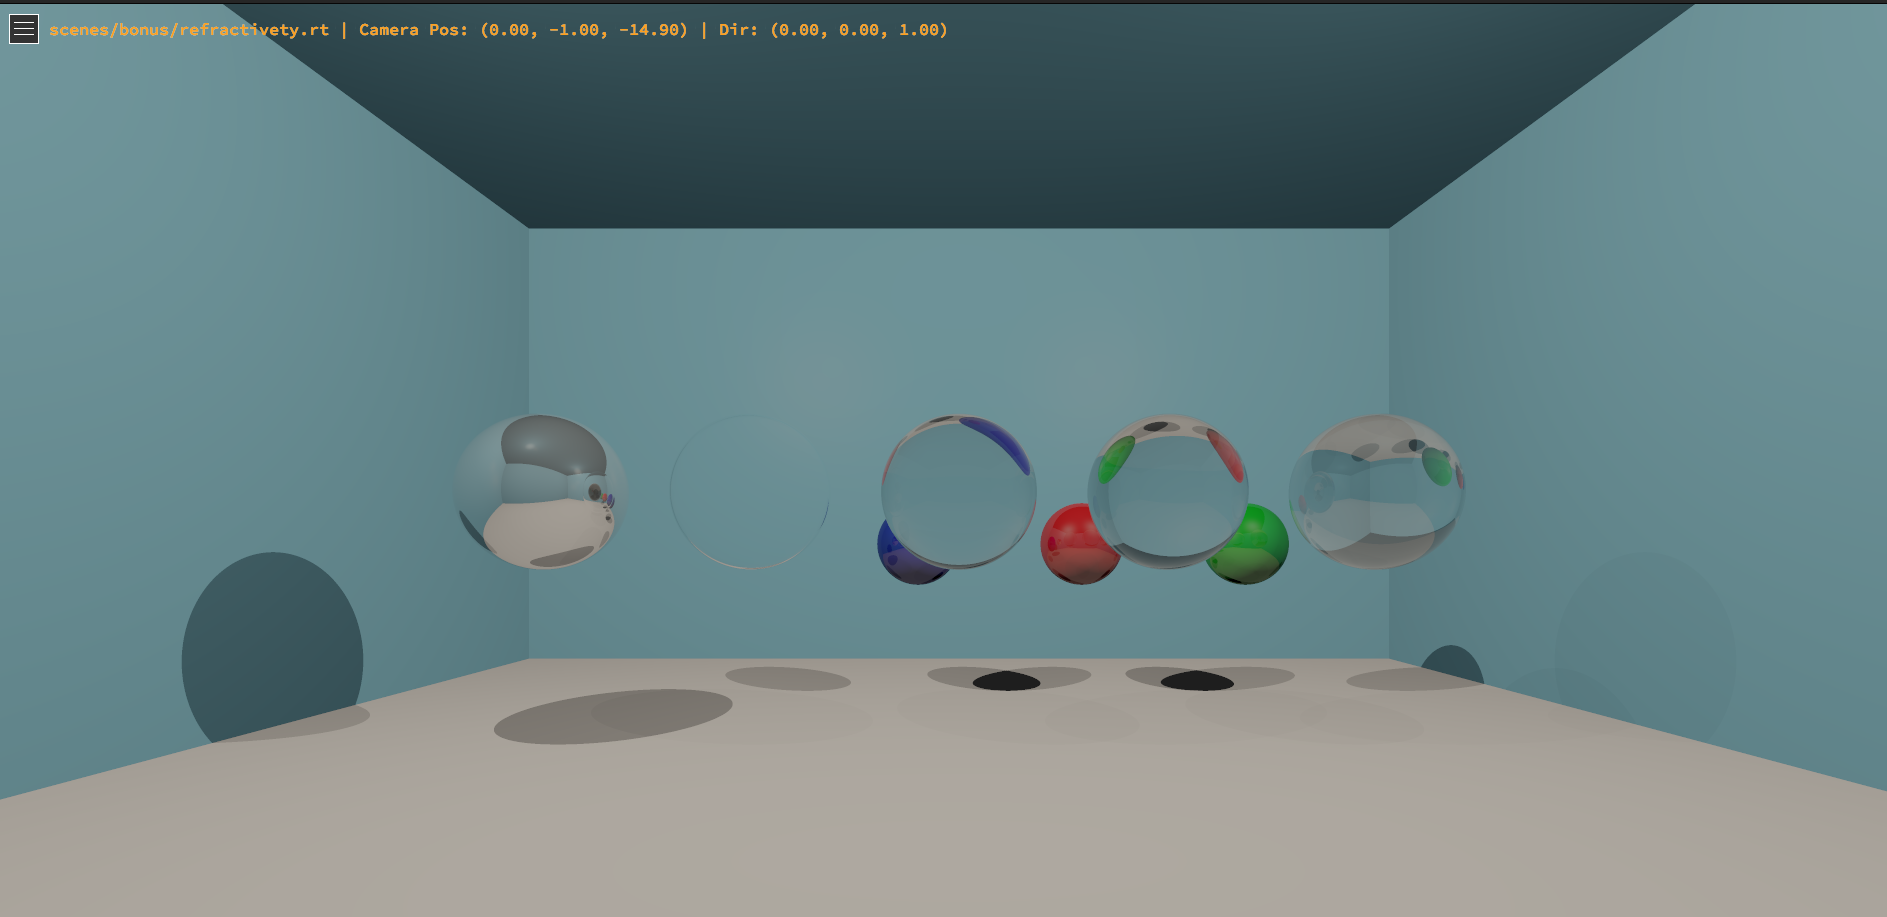 scenes/bonus/refractivety.rt | Camera Pos: (0.00, -1.00, -14.90) | Dir: (0.00, 0.00, 1.00)